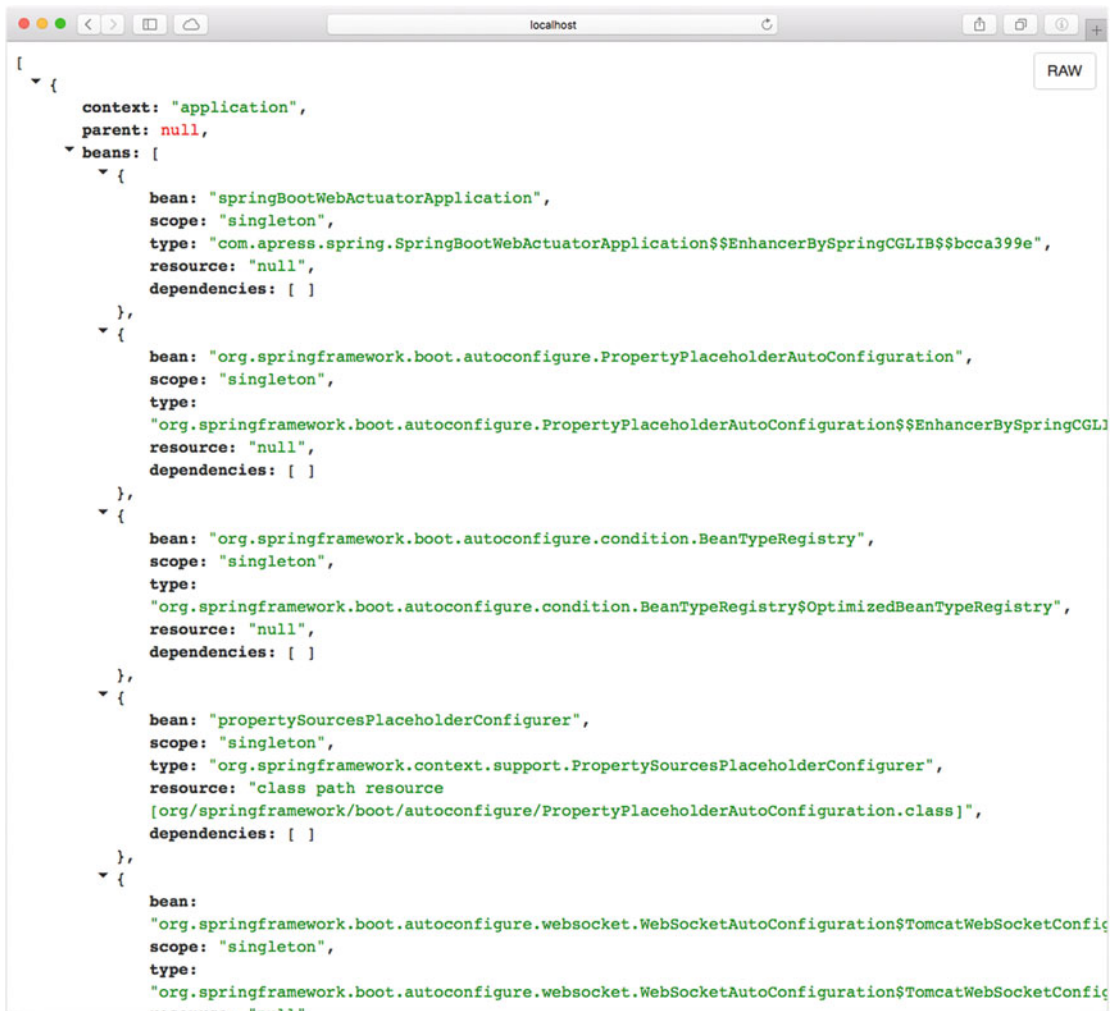 localhost
RAW
[
{
context: "application",
parent: null,
beans: [
{
bean: "springBootWebActuatorApplication",
scope: "singleton",
type: "com.apress.spring.SpringBootWebActuatorApplication$$EnhancerBySpringCGLIB$$bcca399e",
resource: "null",
dependencies: [ ]
},
{
bean: "org.springframework.boot.autoconfigure.PropertyPlaceholderAutoConfiguration",
scope: "singleton",
type:
"org.springframework.boot.autoconfigure.PropertyPlaceholderAutoConfiguration$$EnhancerBySpringCGLI
resource: "null",
dependencies: [ ]
},
{
bean: "org.springframework.boot.autoconfigure.condition.BeanTypeRegistry",
scope: "singleton",
type:
"org.springframework.boot.autoconfigure.condition.BeanTypeRegistry$OptimizedBeanTypeRegistry",
resource: "null",
dependencies: [ ]
},
{
bean: "propertySourcesPlaceholderConfigurer",
scope: "singleton",
type: "org.springframework.context.support.PropertySourcesPlaceholderConfigurer",
resource: "class path resource
[org/springframework/boot/autoconfigure/PropertyPlaceholderAutoConfiguration.class]",
dependencies: [ ]
},
{
bean:
"org.springframework.boot.autoconfigure.websocket.WebSocketAutoConfiguration$TomcatWebSocketConfig
scope: "singleton",
type:
"org.springframework.boot.autoconfigure.websocket.WebSocketAutoConfiguration$TomcatWebSocketConfig